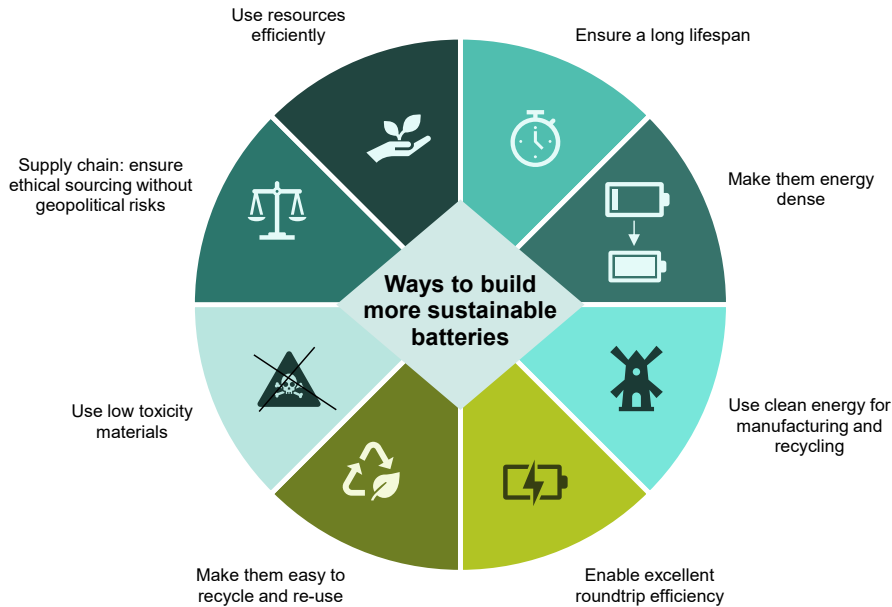 Use resources
efficiently
Ensure a long lifespan
Supply chain: ensure
ethical sourcing without
geopolitical risks
Make them energy
dense
Ways to build
more sustainable
batteries
Use low toxicity
materials
Use clean energy for
manufacturing and
recycling
Make them easy to
recycle and re-use
Enable excellent
roundtrip efficiency